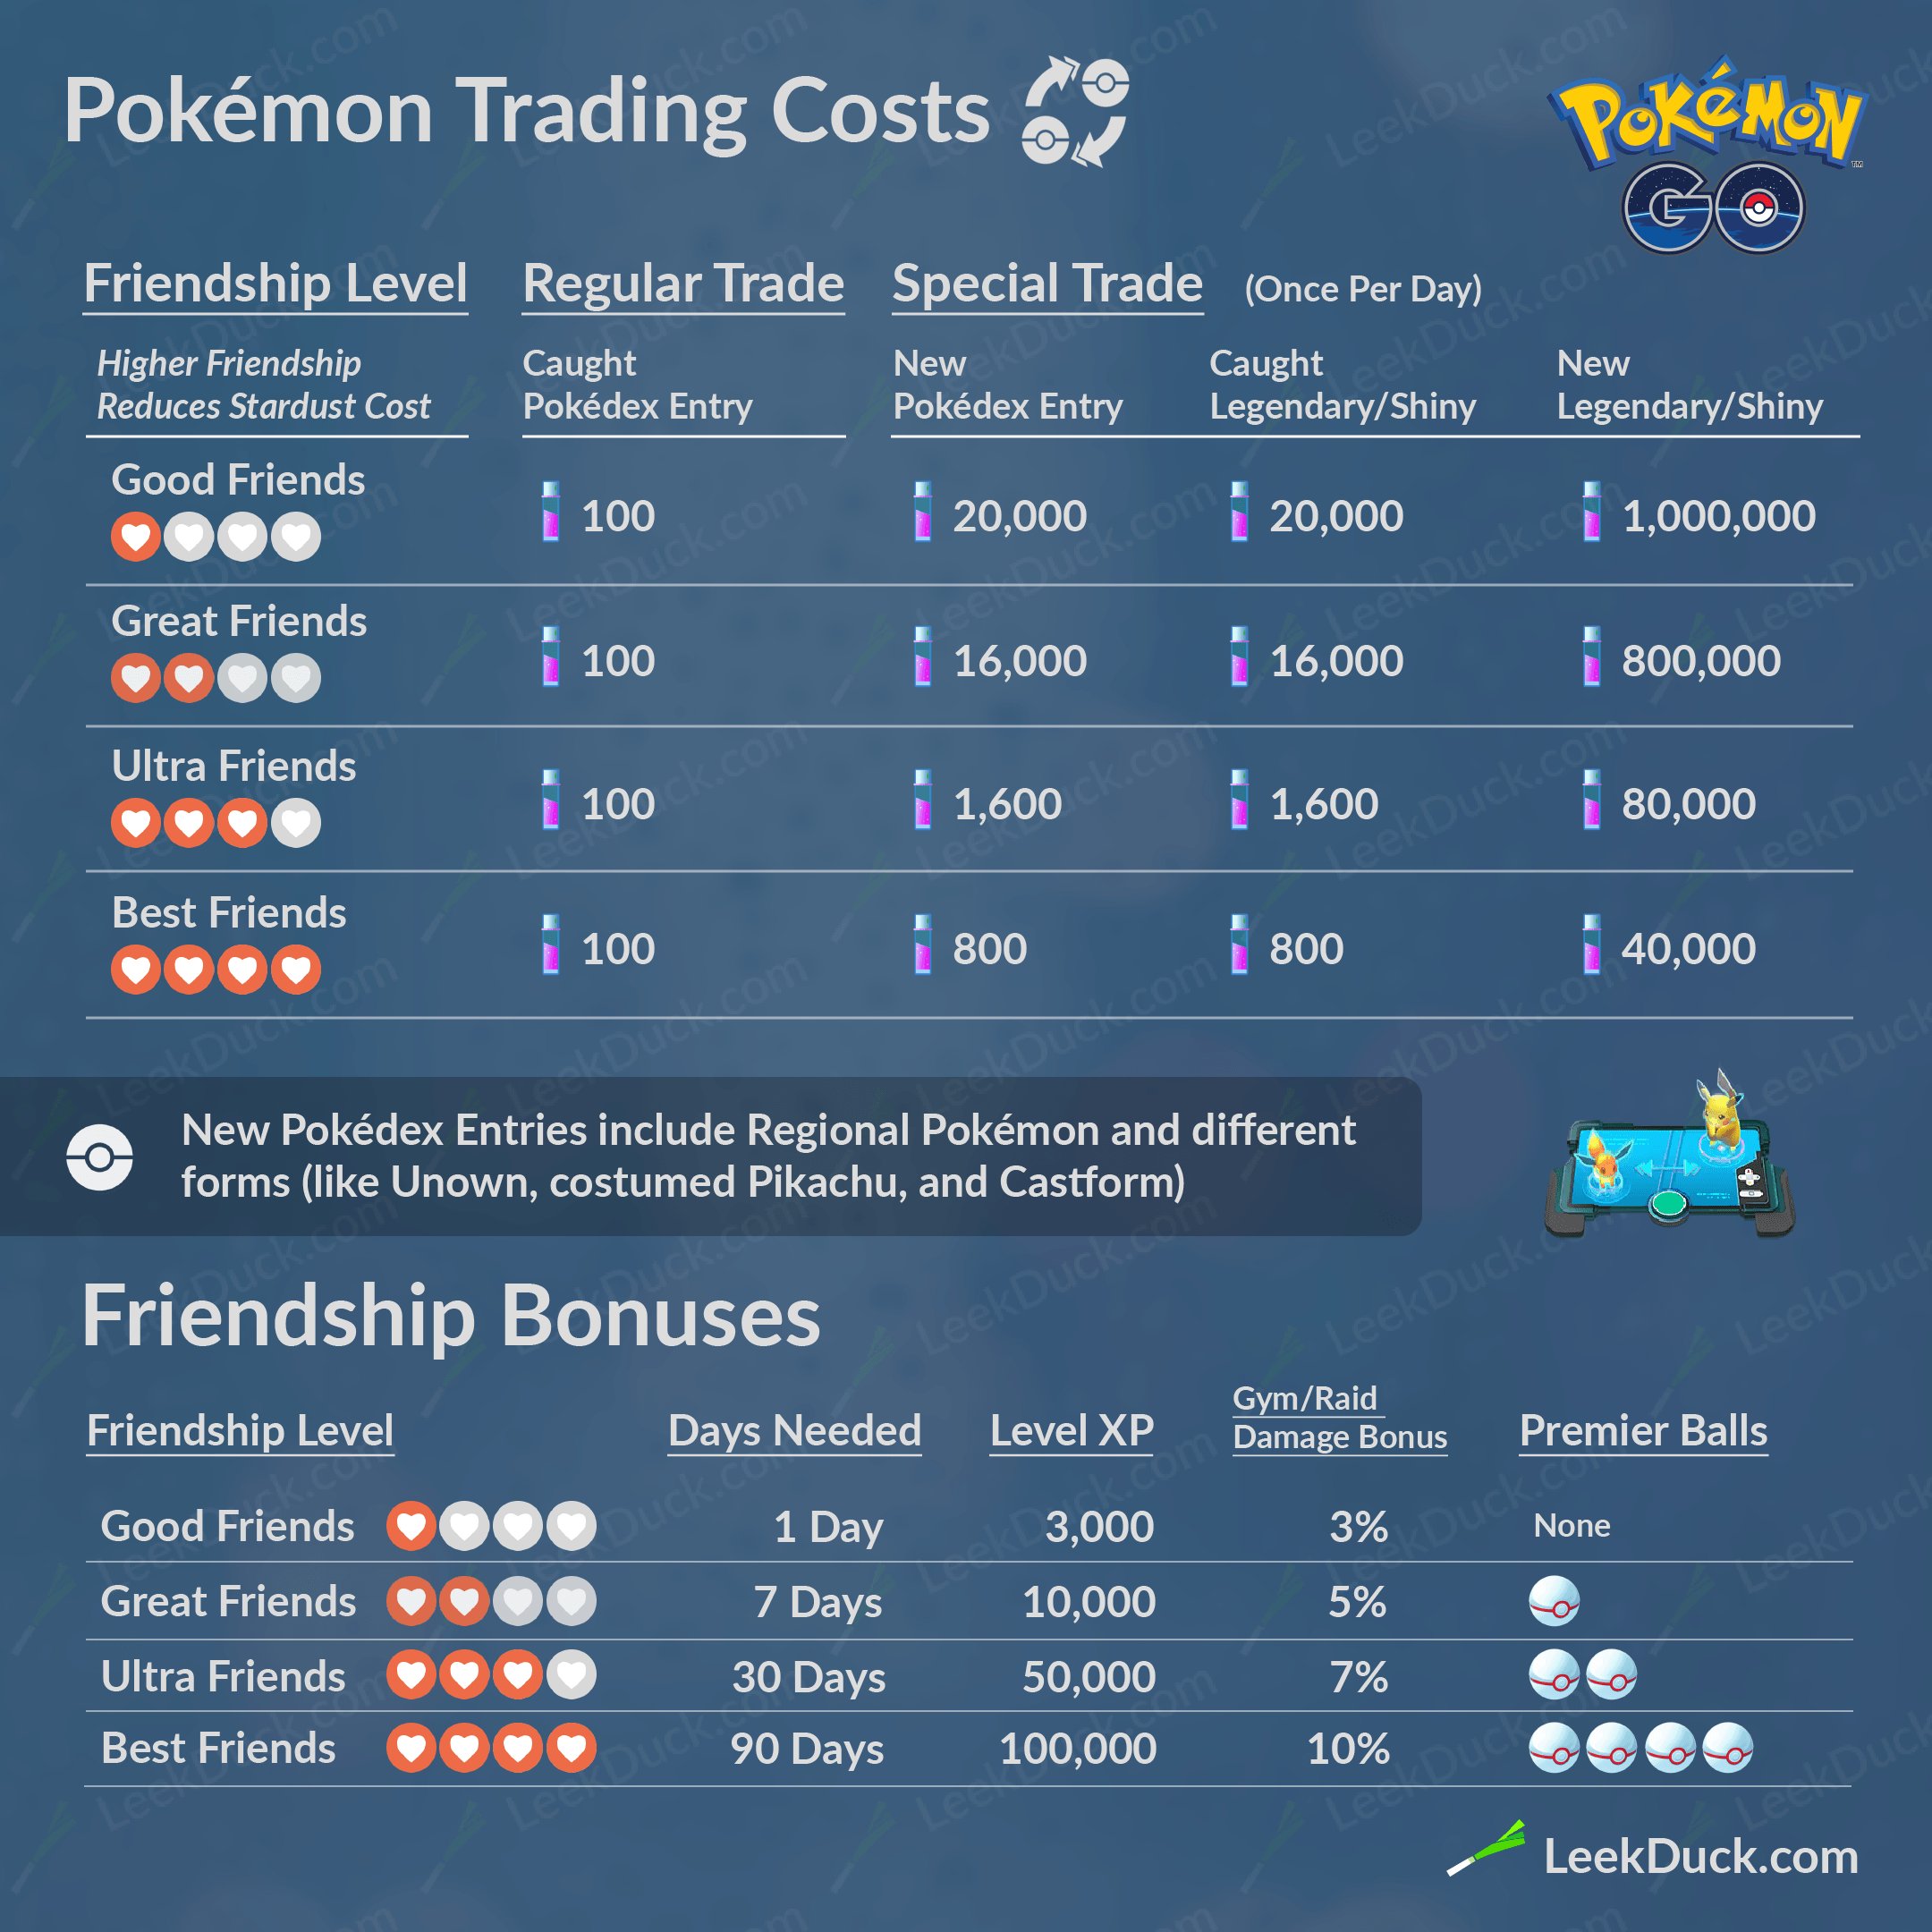 Pokémon Trading Costs
POKÉMON
GO
TM
Friendship Level
Regular Trade
Special Trade
(Once Per Day)
Higher Friendship
Reduces Stardust Cost
Caught
Pokédex Entry
New
Pokédex Entry
Caught
Legendary/Shiny
New
Legendary/Shiny
Good Friends
100
20,000
20,000
1,000,000
Great Friends
100
16,000
16,000
800,000
Ultra Friends
100
1,600
1,600
80,000
Best Friends
100
800
800
40,000
New Pokédex Entries include Regional Pokémon and different
forms (like Unown, costumed Pikachu, and Castform)
Friendship Bonuses
Friendship Level
Days Needed
Level XP
Gym/Raid
Damage Bonus
Premier Balls
Good Friends
1 Day
3,000
3%
None
Great Friends
7 Days
10,000
5%
Ultra Friends
30 Days
50,000
7%
Best Friends
90 Days
100,000
10%
LeekDuck.com